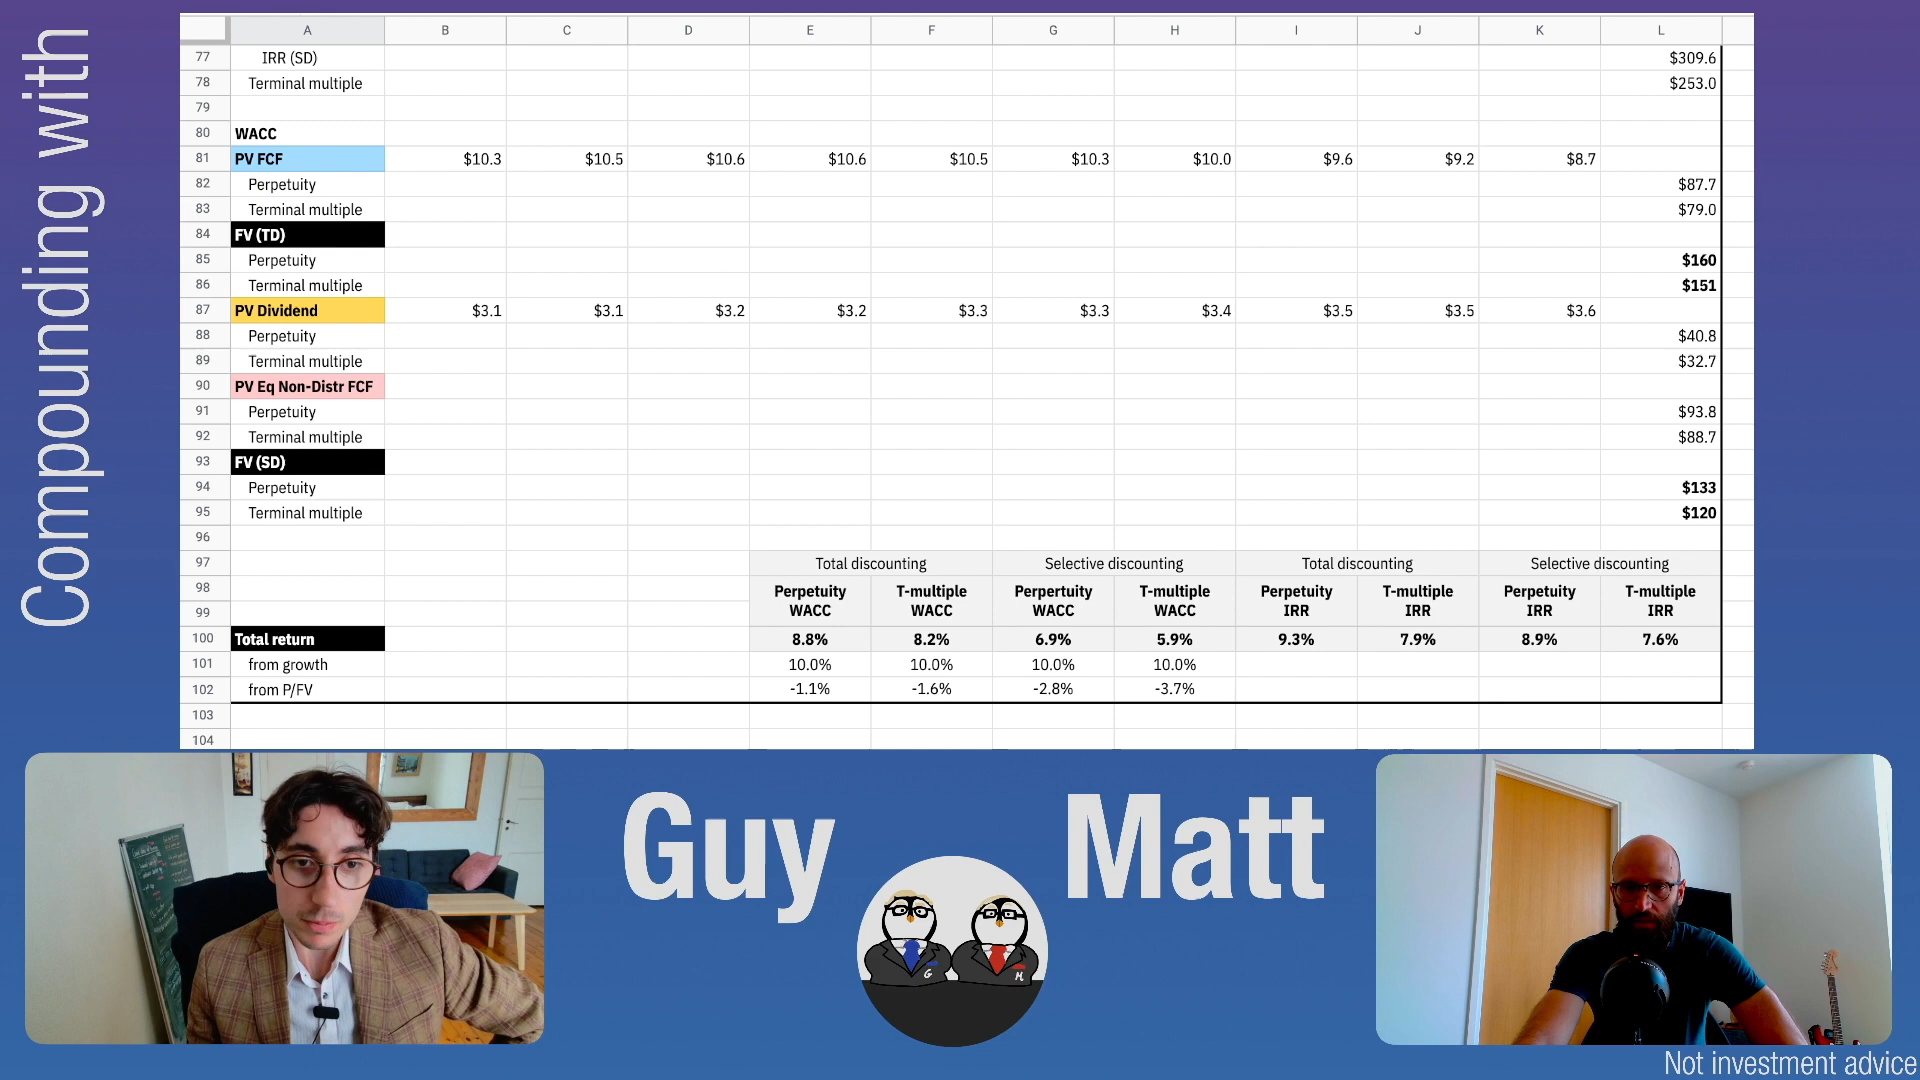 Compounding with
A B C D E F G H I J K L
77 IRR (SD) $309.6
78 Terminal multiple $253.0
79
80 WACC
81 PV FCF $10.3 $10.5 $10.6 $10.6 $10.5 $10.3 $10.0 $9.6 $9.2 $8.7
82 Perpetuity $87.7
83 Terminal multiple $79.0
84 FV (TD)
85 Perpetuity $160
86 Terminal multiple $151
87 PV Dividend $3.1 $3.1 $3.2 $3.2 $3.3 $3.3 $3.4 $3.5 $3.5 $3.6
88 Perpetuity $40.8
89 Terminal multiple $32.7
90 PV Eq Non-Distr FCF
91 Perpetuity $93.8
92 Terminal multiple $88.7
93 FV (SD)
94 Perpetuity $133
95 Terminal multiple $120
96
97 Total discounting Selective discounting Total discounting Selective discounting
98 Perpetuity T-multiple Perpertuity T-multiple Perpetuity T-multiple Perpetuity T-multiple
99 WACC WACC WACC WACC IRR IRR IRR IRR
100 Total return 8.8% 8.2% 6.9% 5.9% 9.3% 7.9% 8.9% 7.6%
101 from growth 10.0% 10.0% 10.0% 10.0%
102 from P/FV -1.1% -1.6% -2.8% -3.7%
103
104
Guy Matt
G M
Not investment advice